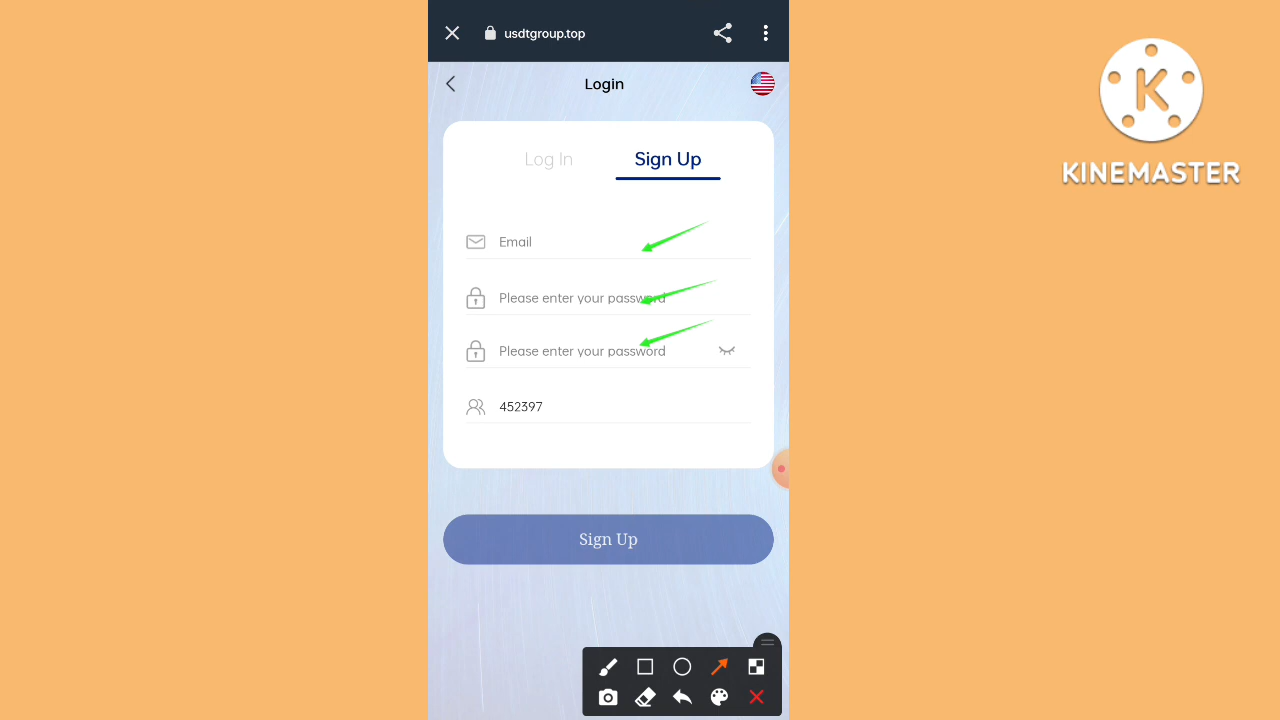 usdtgroup.top
Login
Log In
Sign Up
Email
Please enter your password
Please enter your password
452397
Sign Up
K
KINEMASTER